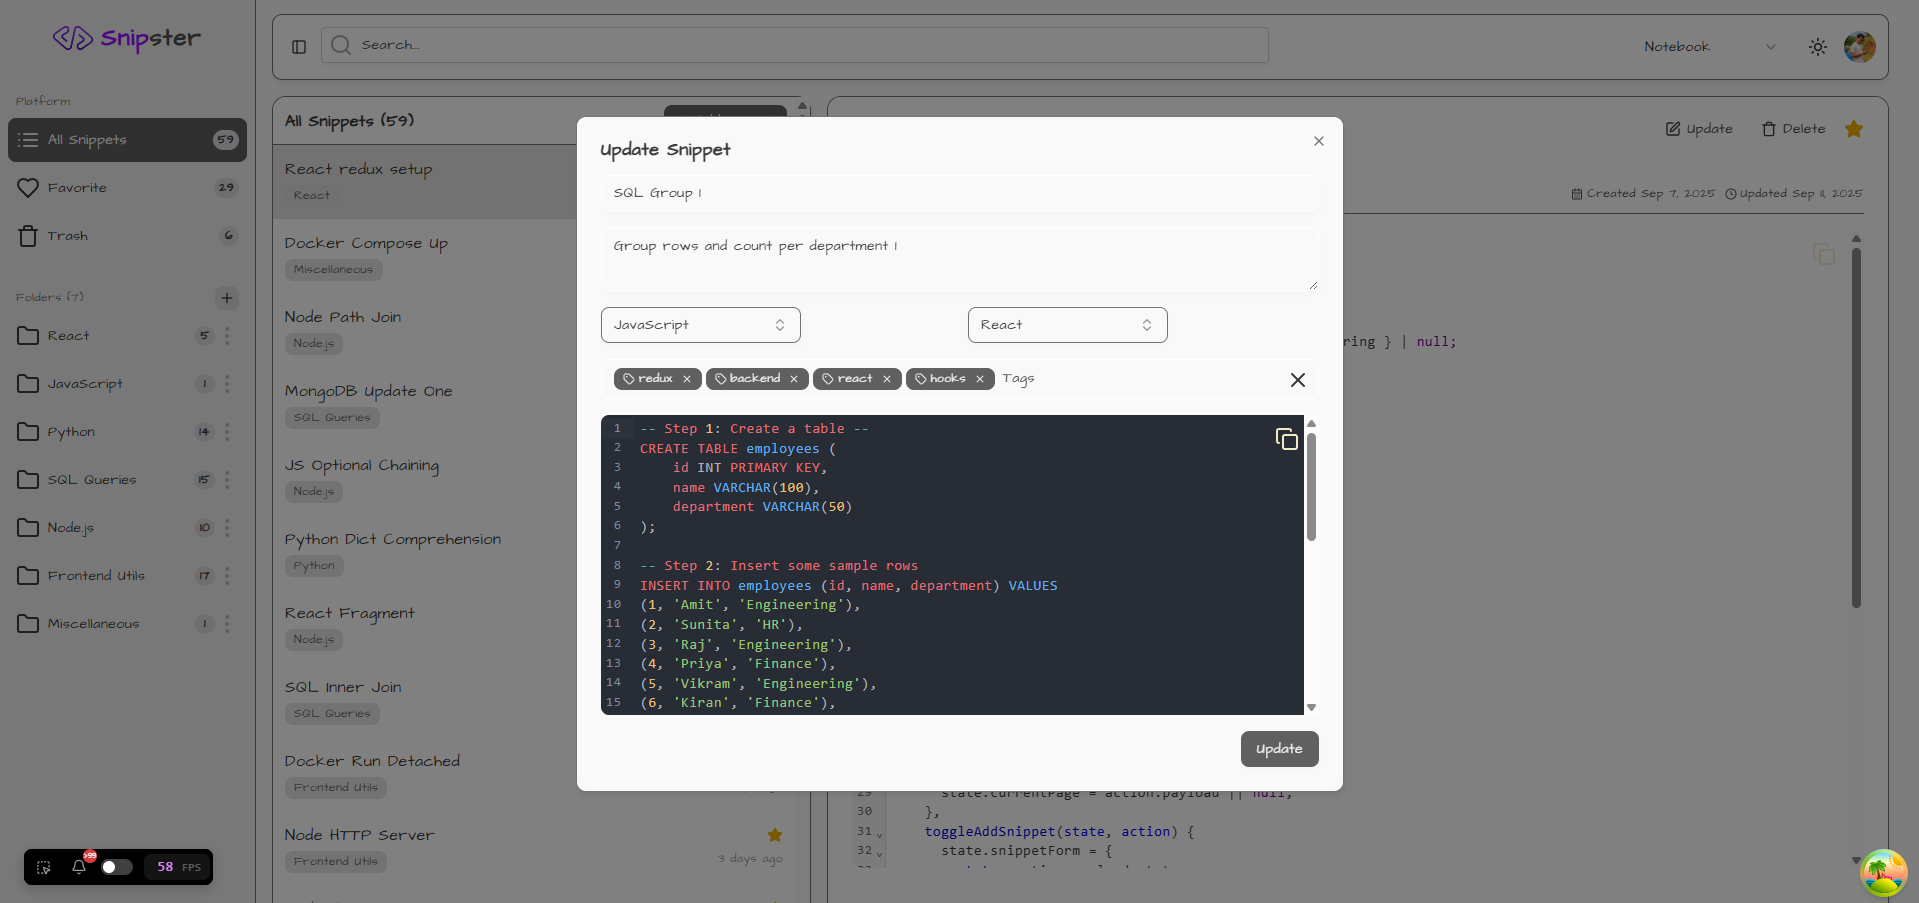 Snipster
Search...
Notebook
Platform
All Snippets
59
Favorite
29
Trash
6
Folders (7)
React
5
JavaScript
1
Python
14
SQL Queries
15
Node.js
10
Frontend Utils
17
Miscellaneous
1
99
58 FPS
All Snippets (59)
React redux setup
React
Docker Compose Up
Miscellaneous
Node Path Join
Node.js
MongoDB Update One
SQL Queries
JS Optional Chaining
Node.js
Python Dict Comprehension
Python
React Fragment
Node.js
SQL Inner Join
SQL Queries
Docker Run Detached
Frontend Utils
Node HTTP Server
Frontend Utils
3 days ago
Update
Delete
Created Sep 7, 2025
Updated Sep 11, 2025
ring } | null;
29 state.currentPage = action.payload || null;
30 },
31 toggleAddSnippet(state, action) {
32 state.snippetForm = {
Update Snippet
SQL Group 1
Group rows and count per department 1
JavaScript
React
redux
backend
react
hooks
Tags
1 -- Step 1: Create a table --
2 CREATE TABLE employees (
3 id INT PRIMARY KEY,
4 name VARCHAR(100),
5 department VARCHAR(50)
6 );
7
8 -- Step 2: Insert some sample rows
9 INSERT INTO employees (id, name, department) VALUES
10 (1, 'Amit', 'Engineering'),
11 (2, 'Sunita', 'HR'),
12 (3, 'Raj', 'Engineering'),
13 (4, 'Priya', 'Finance'),
14 (5, 'Vikram', 'Engineering'),
15 (6, 'Kiran', 'Finance'),
Update